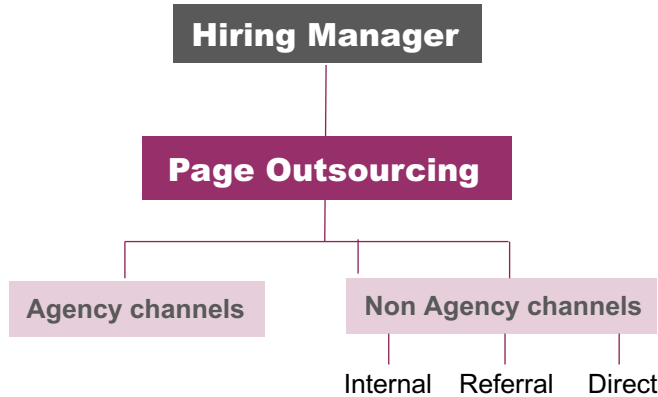 Hiring Manager
Page Outsourcing
Agency channels
Non Agency channels
Internal
Referral
Direct